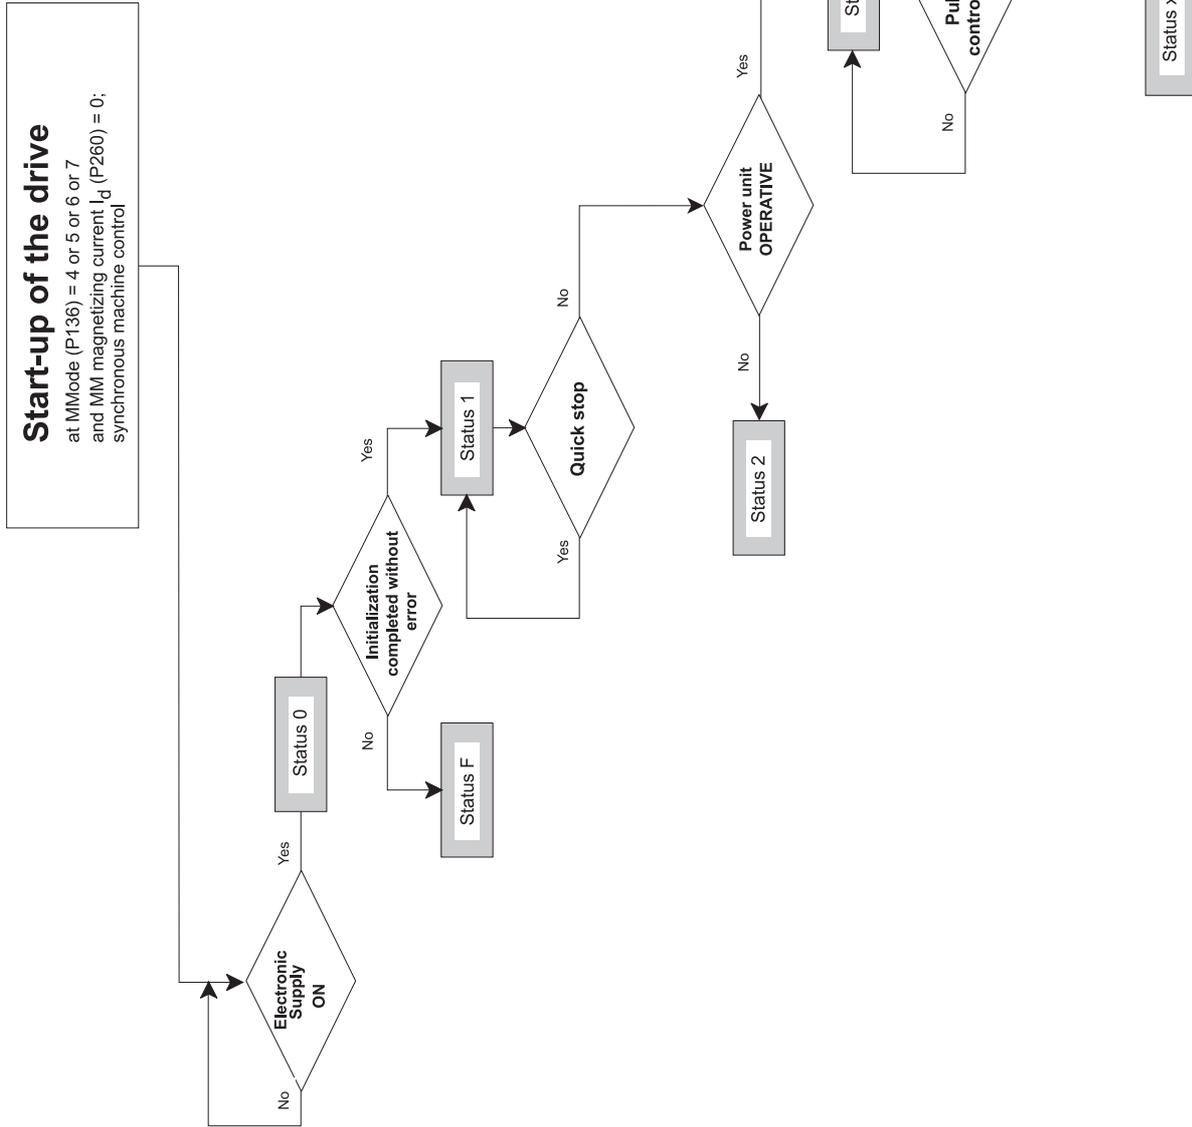 Start-up of the drive
at MMode (P136) = 4 or 5 or 6 or 7
and MM magnetizing current Id (P260) = 0;
synchronous machine control
No
Electronic
Supply
ON
Yes
Status 0
No
Initialization
completed without
error
Yes
Status F
Status 1
Yes
Quick stop
No
No
Power unit
OPERATIVE
Yes
Status 2
No